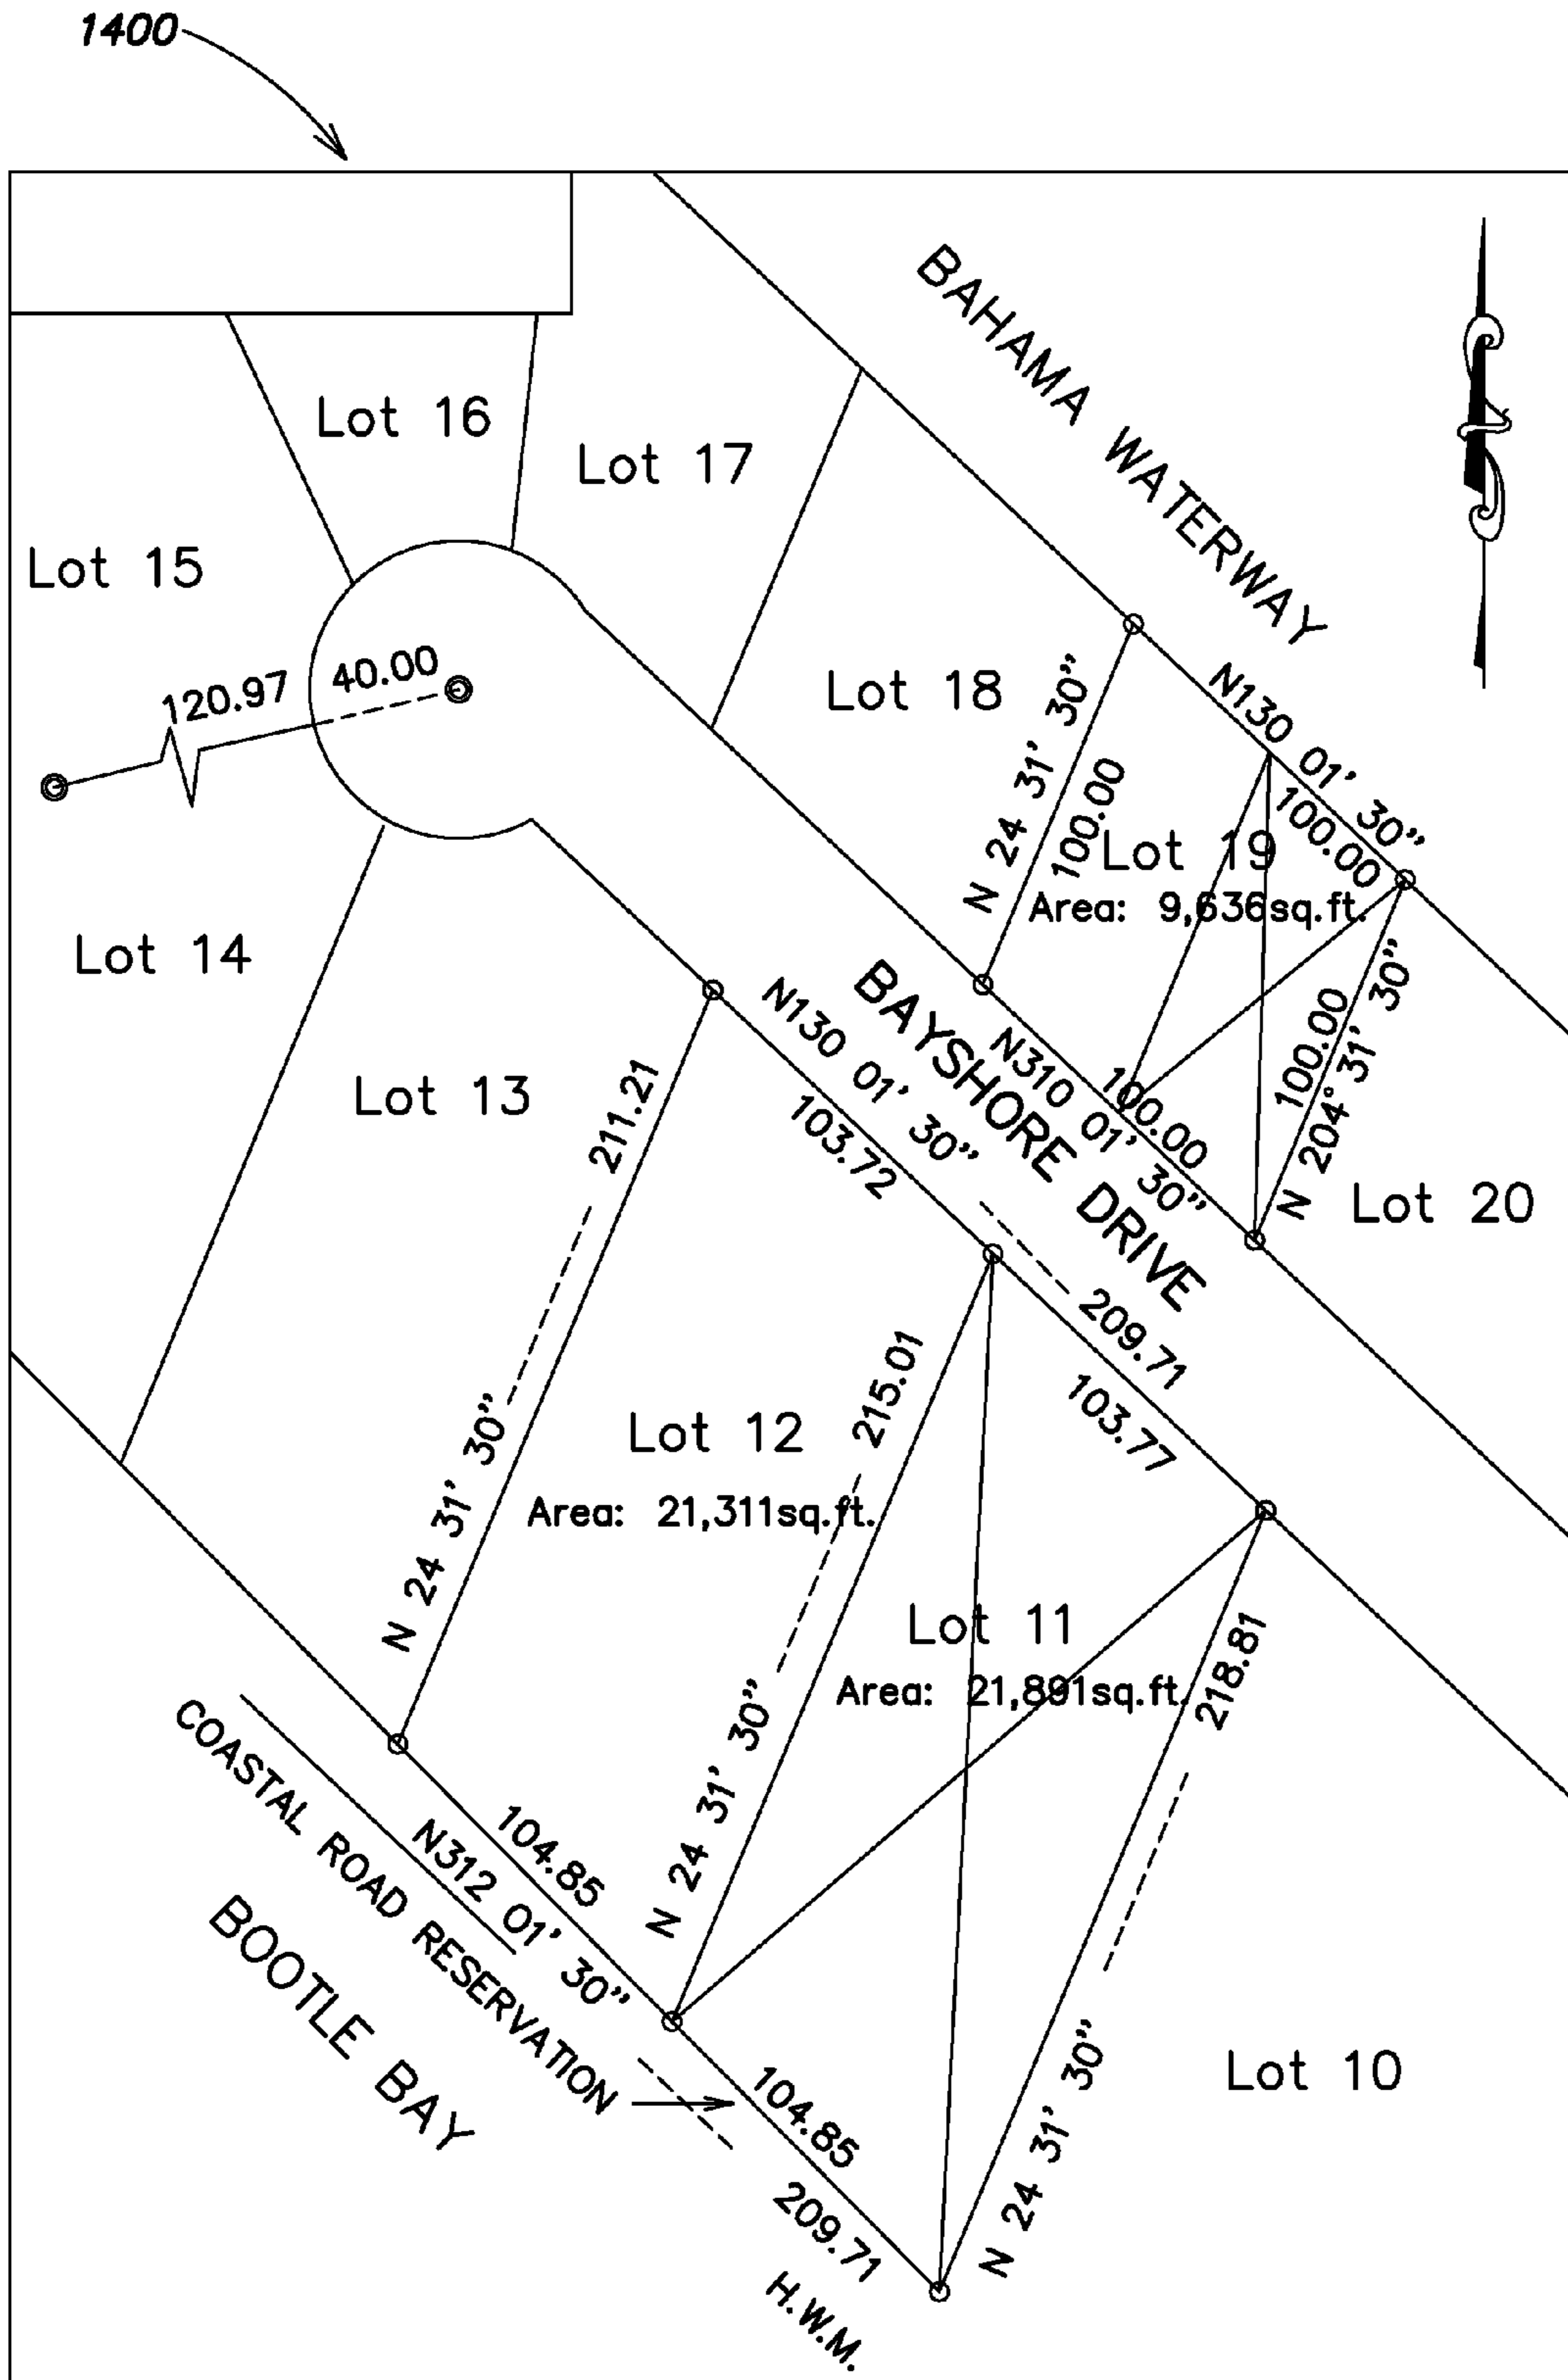 1400
BAHAMA WATERWAY
Lot 16
Lot 17
Lot 15
120.97
40.00
Lot 18
N 24 31' 30"
100.00
N130 01' 30"
100.00
Lot 19
Area: 9,636sq.ft.
Lot 14
BAYSHORE DRIVE
N130 01' 30"
103.72
N310 01' 30"
100.00
100.00
N 204° 31' 30"
Lot 20
Lot 13
211.21
N 24 31' 30"
209.71
103.77
Lot 12
Area: 21,311sq.ft.
215.01
N 24 31' 30"
Lot 11
Area: 21,891sq.ft.
218.81
N 24 31' 30"
COASTAL ROAD RESERVATION
N312 01' 30"
104.85
BOOTLE BAY
104.85
209.71
H.W.M.
Lot 10